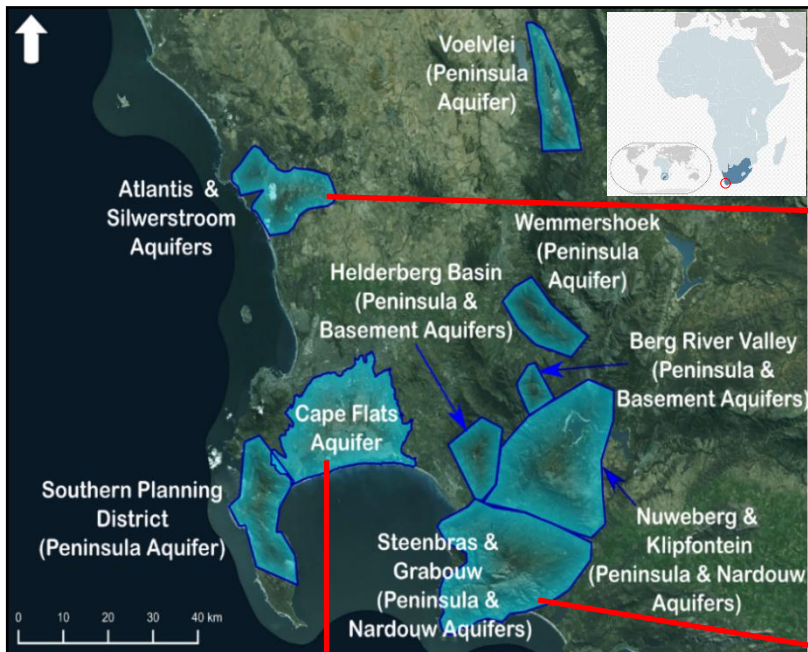 Voelvlei
(Peninsula
Aquifer)
Atlantis &
Silwerstroom
Aquifers
Wemmershoek
(Peninsula
Aquifer)
Helderberg Basin
(Peninsula &
Basement Aquifers)
Berg River Valley
(Peninsula &
Basement Aquifers)
Cape Flats
Aquifer
Southern Planning
District
(Peninsula Aquifer)
Steenbras &
Grabouw
(Peninsula &
Nardouw Aquifers)
Nuweberg &
Klipfontein
(Peninsula & Nardouw
Aquifers)
0 10 20 30 40 km